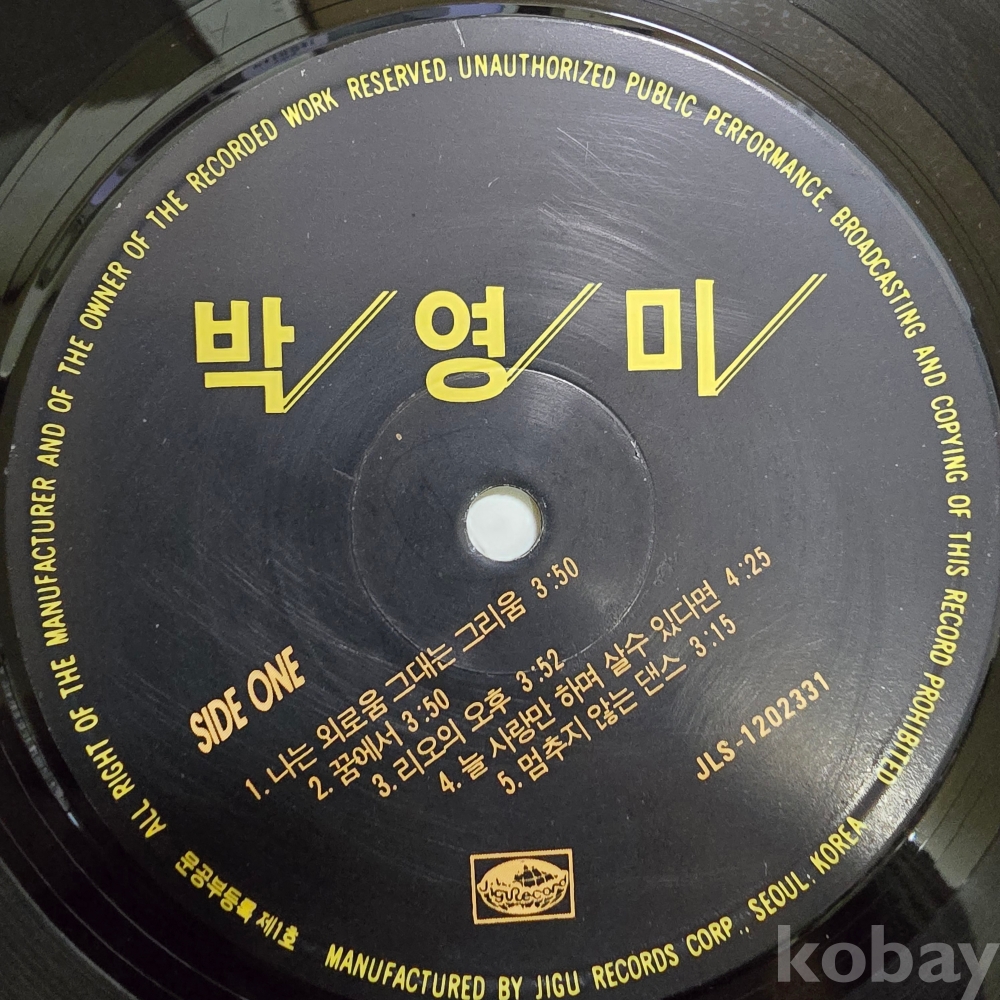 ALL RIGHT OF THE MANUFACTURER AND OF THE OWNER OF THE RECORDED WORK RESERVED. UNAUTHORIZED PUBLIC PERFORMANCE. BROADCASTING AND COPYING OF THIS RECORD PROHIBITED
박영미
SIDE ONE
1. 나는 외로움 그대는 그리움 3:50
2. 꿈에서 3:50
3. 리오의 오후 3:52
4. 늘 사랑만 하며 살수 있다면 4:25
5. 멈추지 않는 댄스 3:15
JLS-1202331
Jigu Record
문공부등록 제1호
MANUFACTURED BY JIGU RECORDS CORP., SEOUL, KOREA
kobay